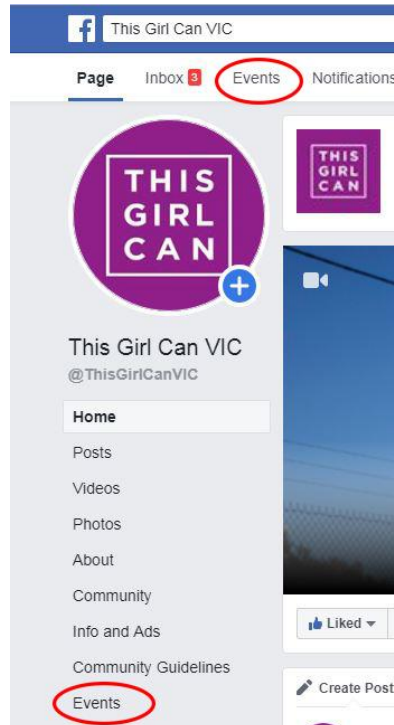 This Girl Can VIC
Page Inbox 3 Events Notifications
THIS
GIRL
CAN
THIS
GIRL
CAN
This Girl Can VIC
@ThisGirlCanVIC
Home
Posts
Videos
Photos
About
Community
Info and Ads
Community Guidelines
Events
Liked
Create Post